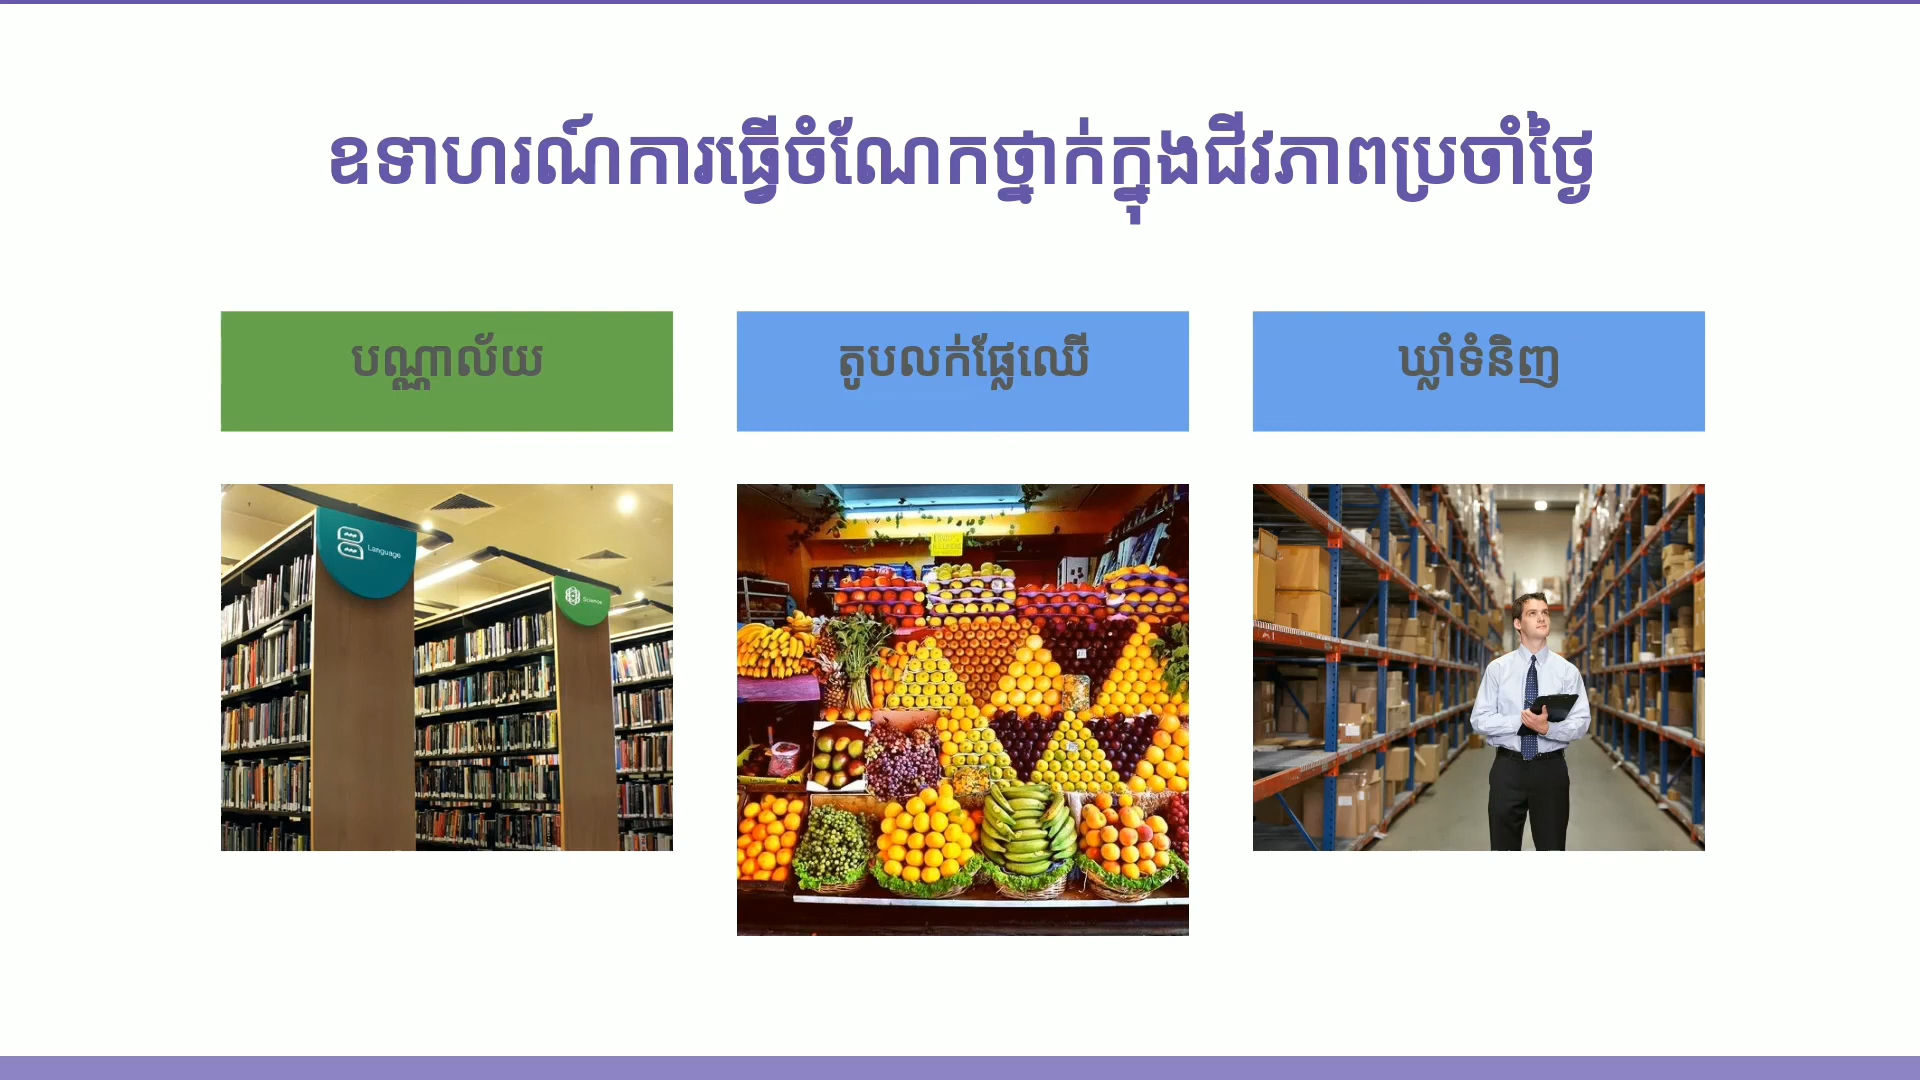 ឧទាហរណ៍ការធ្វើចំណែកថ្នាក់ក្នុងជីវភាពប្រចាំថ្ងៃ
បណ្ណាល័យ
តូបលក់ផ្លែឈើ
ឃ្លាំទំនិញ
Language
Science